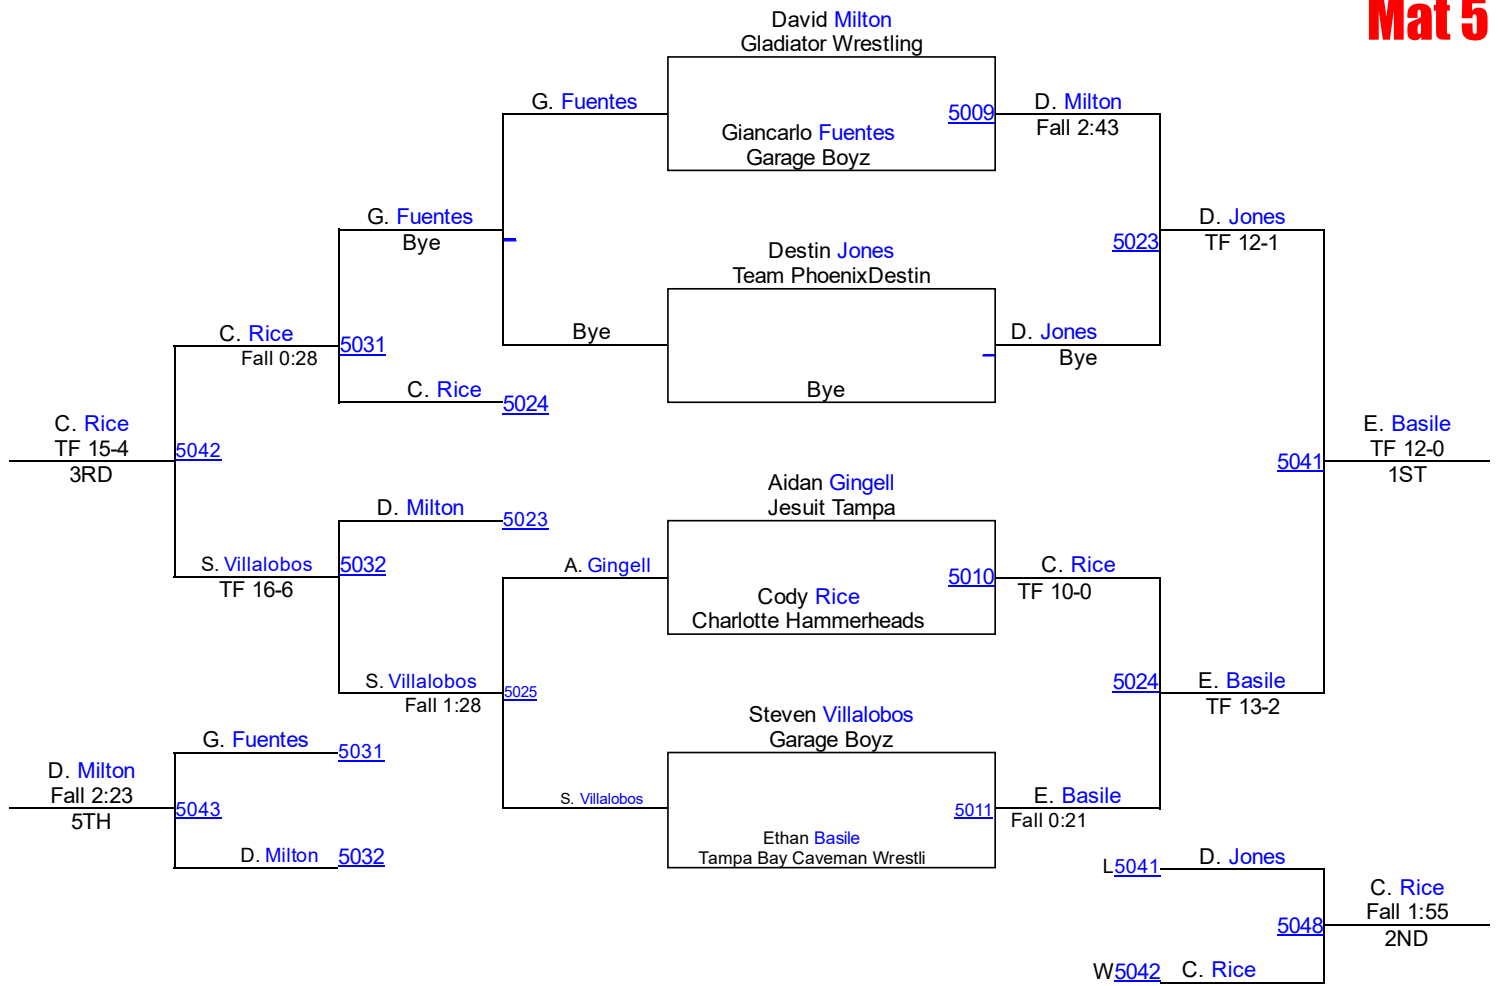 Mat 5
David Milton
Gladiator Wrestling
G. Fuentes
5009
D. Milton
Fall 2:43
Giancarlo Fuentes
Garage Boyz
G. Fuentes
Bye
D. Jones
TF 12-1
5023
Destin Jones
Team PhoenixDestin
C. Rice
Fall 0:28
5031
Bye
D. Jones
Bye
C. Rice
5024
Bye
C. Rice
TF 15-4
3RD
5042
E. Basile
TF 12-0
1ST
5041
Aidan Gingell
Jesuit Tampa
D. Milton
5023
S. Villalobos
TF 16-6
5032
A. Gingell
5010
C. Rice
TF 10-0
Cody Rice
Charlotte Hammerheads
S. Villalobos
Fall 1:28
5025
5024
E. Basile
TF 13-2
Steven Villalobos
Garage Boyz
G. Fuentes
5031
D. Milton
Fall 2:23
5TH
5043
S. Villalobos
5011
E. Basile
Fall 0:21
Ethan Basile
Tampa Bay Caveman Wrestli
D. Milton
5032
L5041
D. Jones
C. Rice
Fall 1:55
2ND
5048
W5042
C. Rice